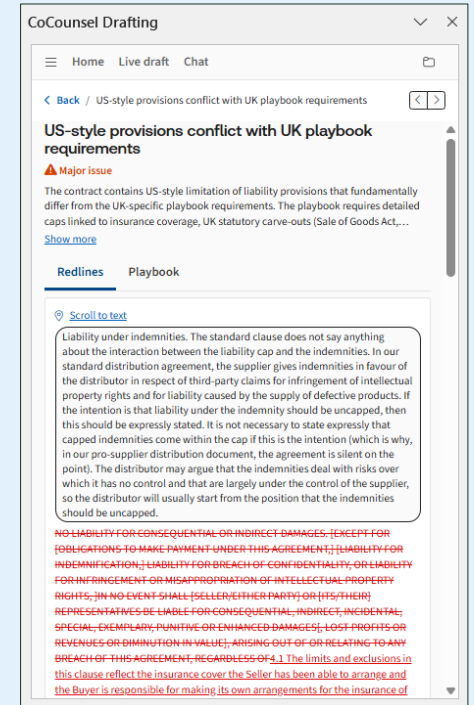 CoCounsel Drafting
Home Live draft Chat
Back / US-style provisions conflict with UK playbook requirements
US-style provisions conflict with UK playbook
requirements
Major issue
The contract contains US-style limitation of liability provisions that fundamentally
differ from the UK-specific playbook requirements. The playbook requires detailed
caps linked to insurance coverage, UK statutory carve-outs (Sale of Goods Act,...
Show more
Redlines Playbook
Scroll to text
Liability under indemnities. The standard clause does not say anything
about the interaction between the liability cap and the indemnities. In our
standard distribution agreement, the supplier gives indemnities in favour of
the distributor in respect of third-party claims for infringement of intellectual
property rights and for liability caused by the supply of defective products. If
the intention is that liability under the indemnity should be uncapped, then
this should be expressly stated. It is not necessary to state expressly that
capped indemnities come within the cap if this is the intention (which is why,
in our pro-supplier distribution document, the agreement is silent on the
point). The distributor may argue that the indemnities deal with risks over
which it has no control and that are largely under the control of the supplier,
so the distributor will usually start from the position that the indemnities
should be uncapped.
NO LIABILITY FOR CONSEQUENTIAL OR INDIRECT DAMAGES. [EXCEPT FOR
[OBLIGATIONS TO MAKE PAYMENT UNDER THIS AGREEMENT,] [LIABILITY FOR
INDEMNIFICATION,] LIABILITY FOR BREACH OF CONFIDENTIALITY, OR LIABILITY
FOR INFRINGEMENT OR MISAPPROPRIATION OF INTELLECTUAL PROPERTY
RIGHTS, ]IN NO EVENT SHALL [SELLER/EITHER PARTY] OR [ITS/THEIR]
REPRESENTATIVES BE LIABLE FOR CONSEQUENTIAL, INDIRECT, INCIDENTAL,
SPECIAL, EXEMPLARY, PUNITIVE OR ENHANCED DAMAGES[, LOST PROFITS OR
REVENUES OR DIMINUTION IN VALUE], ARISING OUT OF OR RELATING TO ANY
BREACH OF THIS AGREEMENT, REGARDLESS OF4.1 The limits and exclusions in
this clause reflect the insurance cover the Seller has been able to arrange and
the Buyer is responsible for making its own arrangements for the insurance of